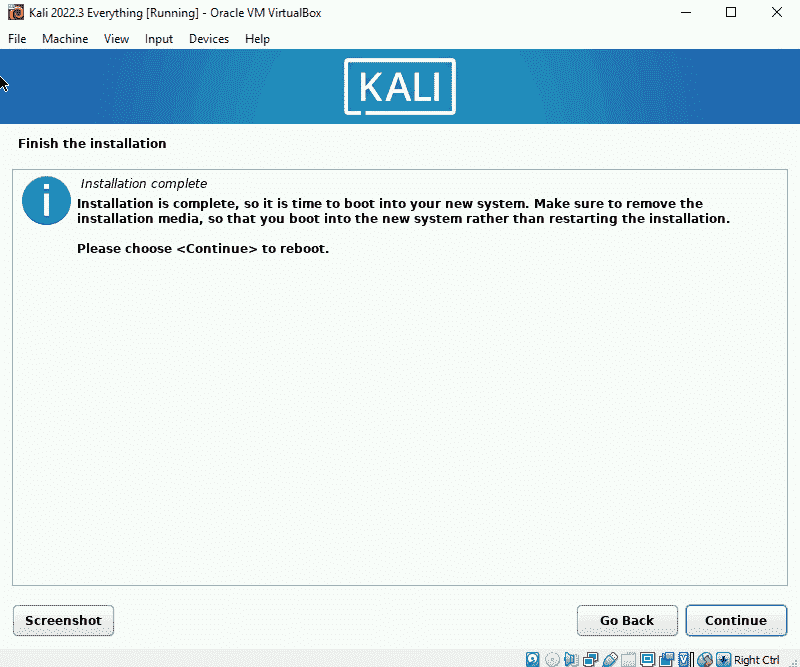 Kali 2022.3 Everything [Running] - Oracle VM VirtualBox
File Machine View Input Devices Help
KALI
Finish the installation
Installation complete
Installation is complete, so it is time to boot into your new system. Make sure to remove the
installation media, so that you boot into the new system rather than restarting the installation.
Please choose <Continue> to reboot.
Screenshot Go Back Continue
Right Ctrl